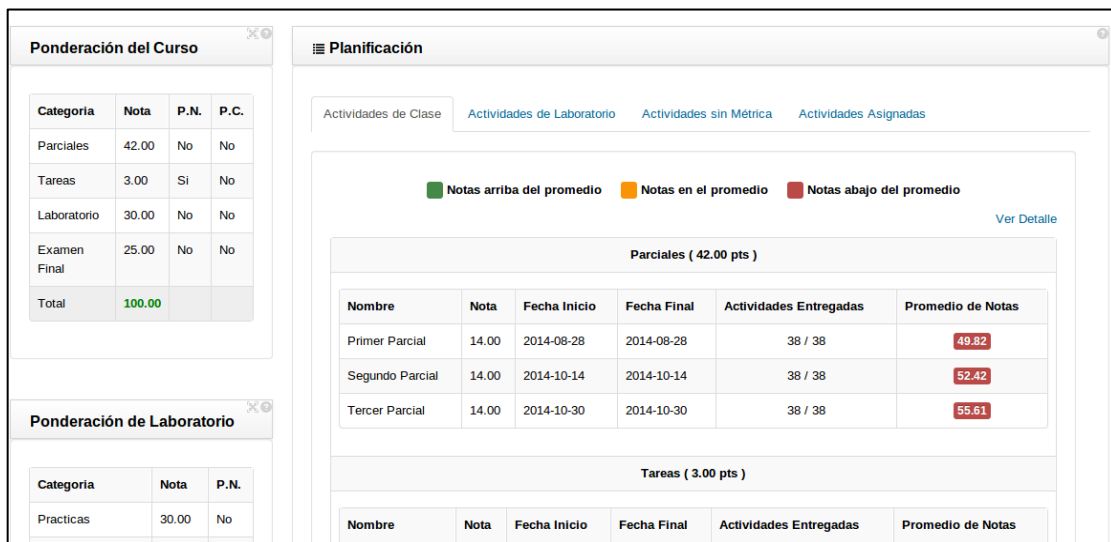 Ponderación del Curso
Categoria Nota P.N. P.C.
Parciales 42.00 No No
Tareas 3.00 Si No
Laboratorio 30.00 No No
Examen
Final 25.00 No No
Total 100.00
Ponderación de Laboratorio
Categoria Nota P.N.
Practicas 30.00 No
Planificación
Actividades de Clase Actividades de Laboratorio Actividades sin Métrica Actividades Asignadas
Notas arriba del promedio Notas en el promedio Notas abajo del promedio
Ver Detalle
Parciales ( 42.00 pts )
Nombre Nota Fecha Inicio Fecha Final Actividades Entregadas Promedio de Notas
Primer Parcial 14.00 2014-08-28 2014-08-28 38 / 38 49.82
Segundo Parcial 14.00 2014-10-14 2014-10-14 38 / 38 52.42
Tercer Parcial 14.00 2014-10-30 2014-10-30 38 / 38 55.61
Tareas ( 3.00 pts )
Nombre Nota Fecha Inicio Fecha Final Actividades Entregadas Promedio de Notas